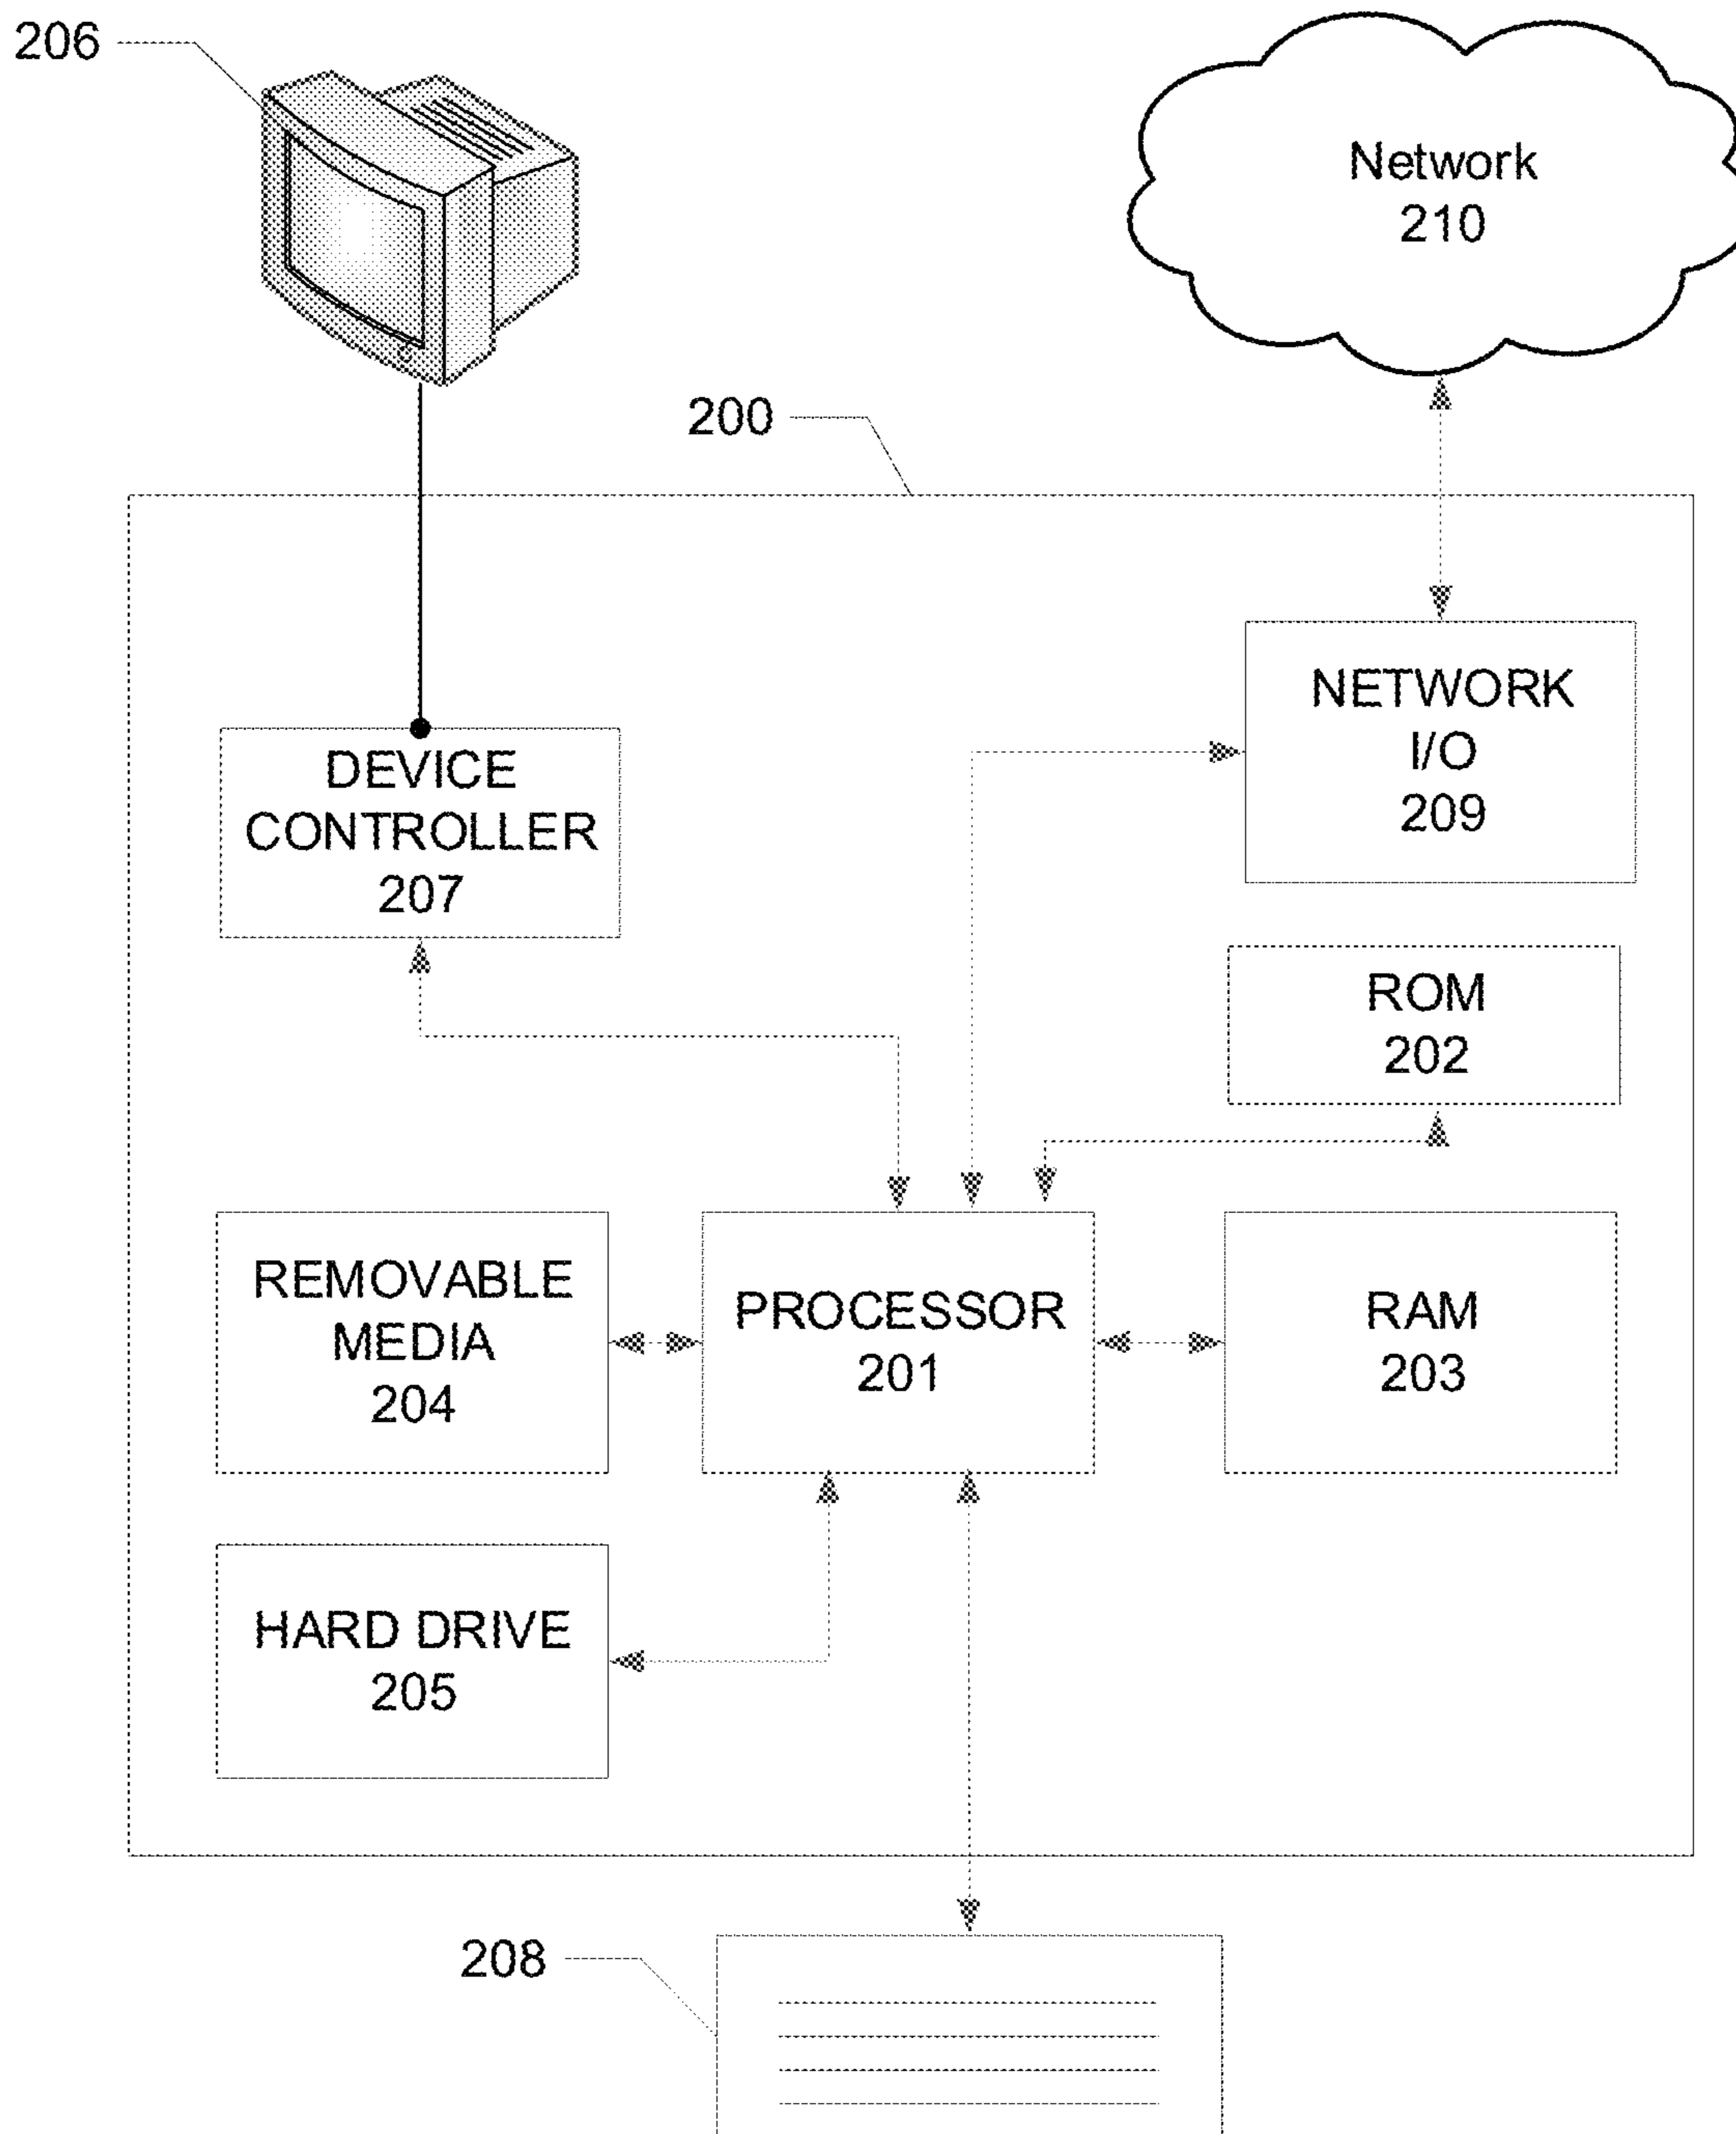 206
Network
210
200
NETWORK
I/O
209
DEVICE
CONTROLLER
207
ROM
202
REMOVABLE
MEDIA
204
PROCESSOR
201
RAM
203
HARD DRIVE
205
208